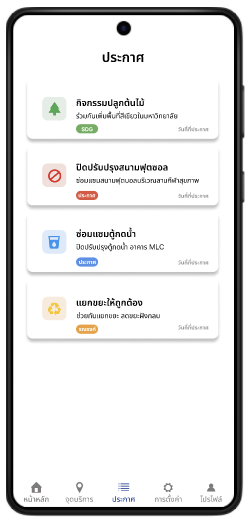 ประกาศ
กิจกรรมปลูกต้นไม้
ร่วมกันเพิ่มพื้นที่สีเขียวในมหาวิทยาลัย
SDG
วันที่ประกาศ
ปิดปรับปรุงสนามฟุตซอล
ซ่อมแซมสนามฟุตบอลบริเวณลานกีฬาสุขภาพ
ประกาศ
วันที่ประกาศ
ซ่อมแซมตู้กดน้ำ
ปิดปรับปรุงตู้กดน้ำ อาคาร MLC
ประกาศ
วันที่ประกาศ
แยกขยะให้ถูกต้อง
ช่วยกันแยกขยะ ลดขยะฝังกลบ
รณรงค์
วันที่ประกาศ
หน้าหลัก
จุดบริการ
ประกาศ
การตั้งค่า
โปรไฟล์